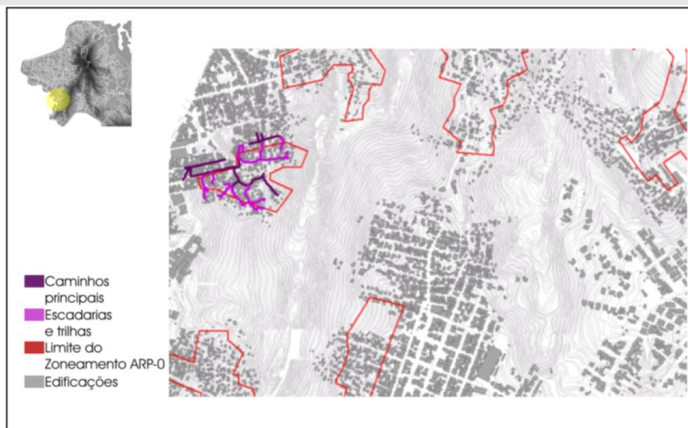 Caminhos
principais
Escadarias
e trilhas
Limite do
Zoneamento ARP-0
Edificações